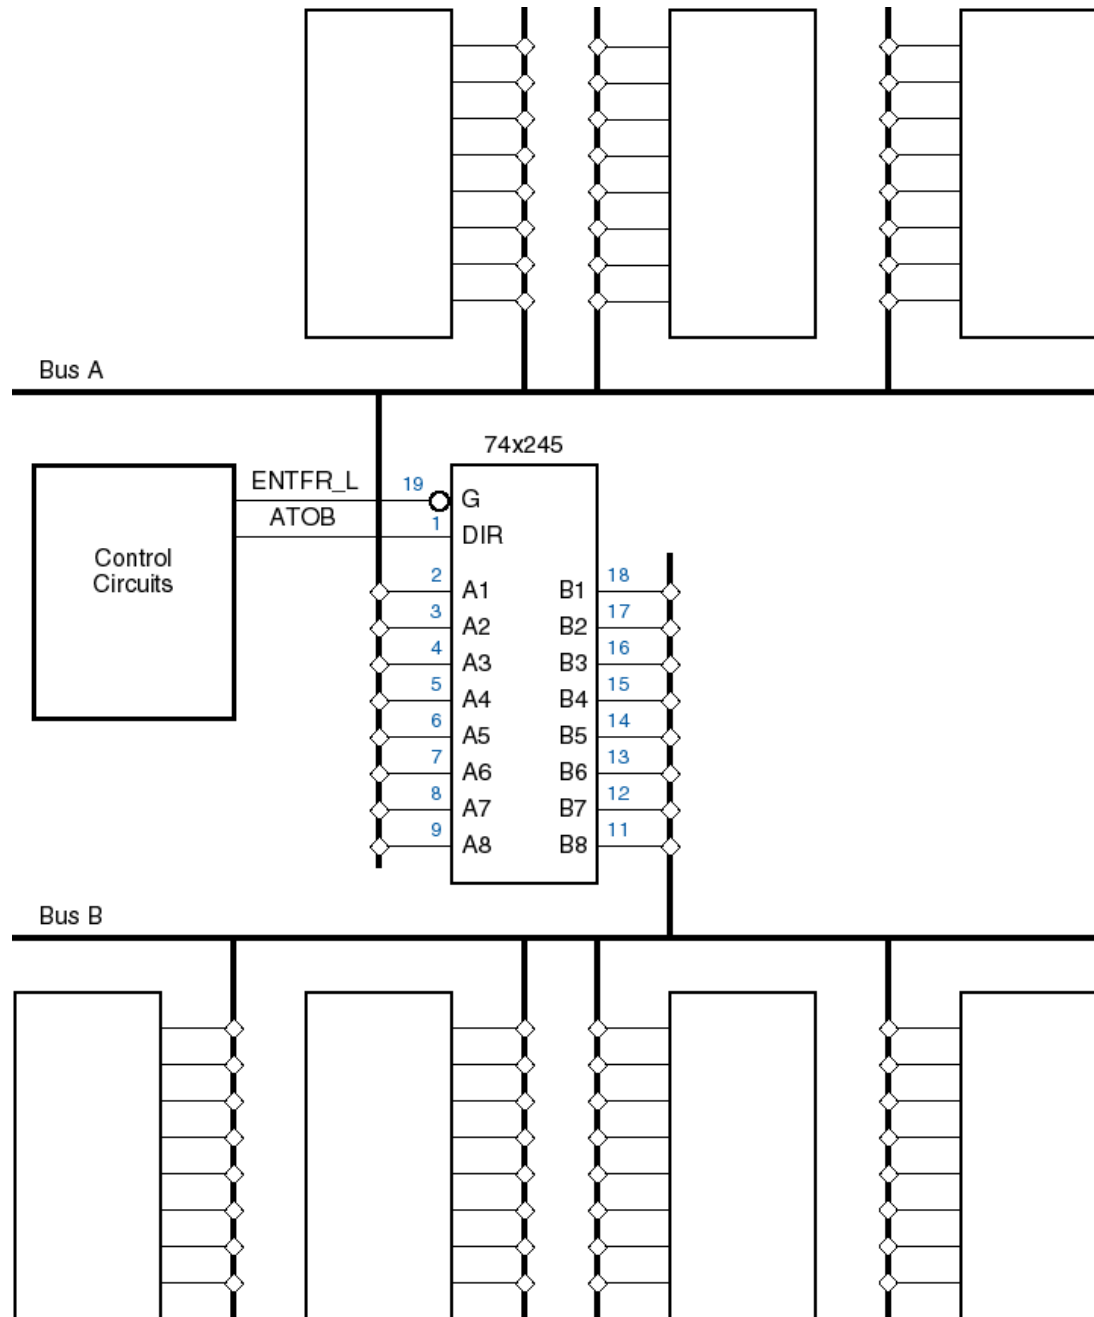 Bus A
74x245
ENTFR_L
19
G
ATOB
1
DIR
Control
Circuits
2
A1
B1
18
3
A2
B2
17
4
A3
B3
16
5
A4
B4
15
6
A5
B5
14
7
A6
B6
13
8
A7
B7
12
9
A8
B8
11
Bus B